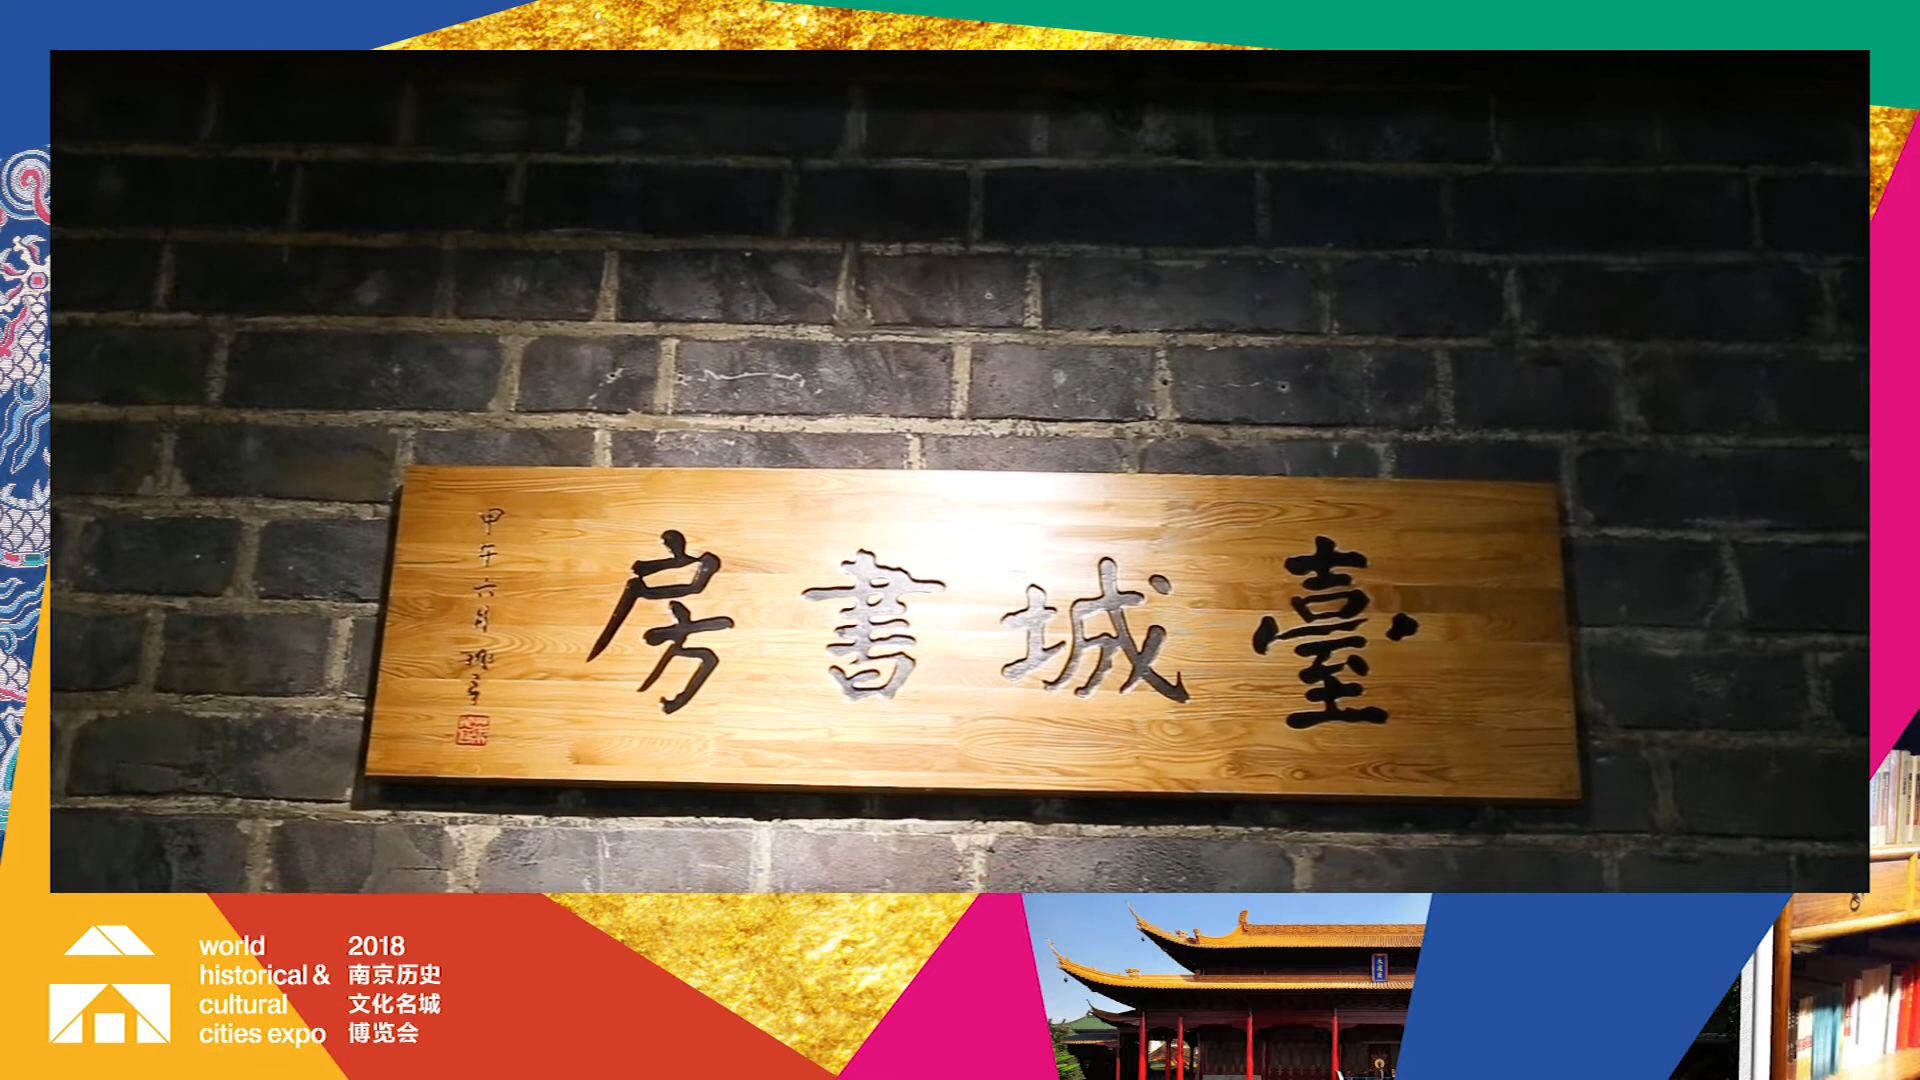 臺城書房
甲午六月
world
historical &
cultural
cities expo
2018
南京历史
文化名城
博览会